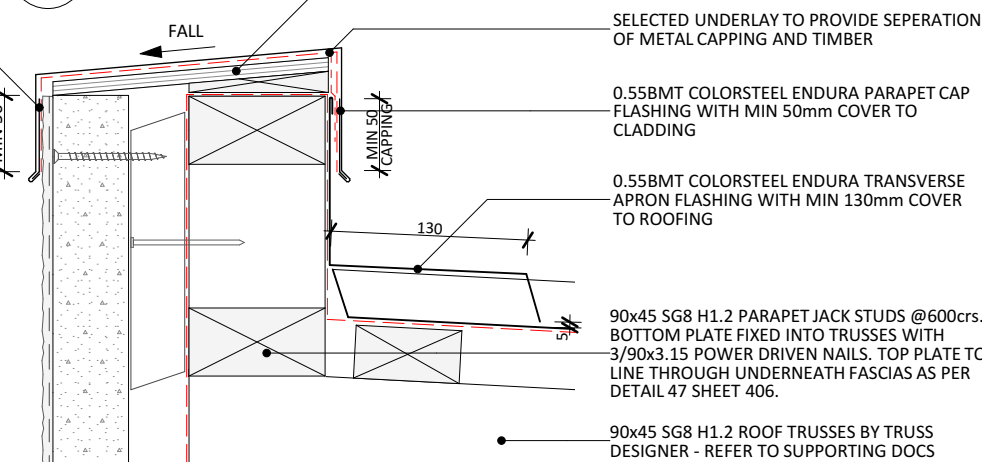 FALL
SELECTED UNDERLAY TO PROVIDE SEPERATION
OF METAL CAPPING AND TIMBER
0.55BMT COLORSTEEL ENDURA PARAPET CAP
FLASHING WITH MIN 50mm COVER TO
CLADDING
MIN 50
CAPPING
0.55BMT COLORSTEEL ENDURA TRANSVERSE
APRON FLASHING WITH MIN 130mm COVER
TO ROOFING
130
5
90x45 SG8 H1.2 PARAPET JACK STUDS @600crs.
BOTTOM PLATE FIXED INTO TRUSSES WITH
3/90x3.15 POWER DRIVEN NAILS. TOP PLATE TO
LINE THROUGH UNDERNEATH FASCIAS AS PER
DETAIL 47 SHEET 406.
90x45 SG8 H1.2 ROOF TRUSSES BY TRUSS
DESIGNER - REFER TO SUPPORTING DOCS